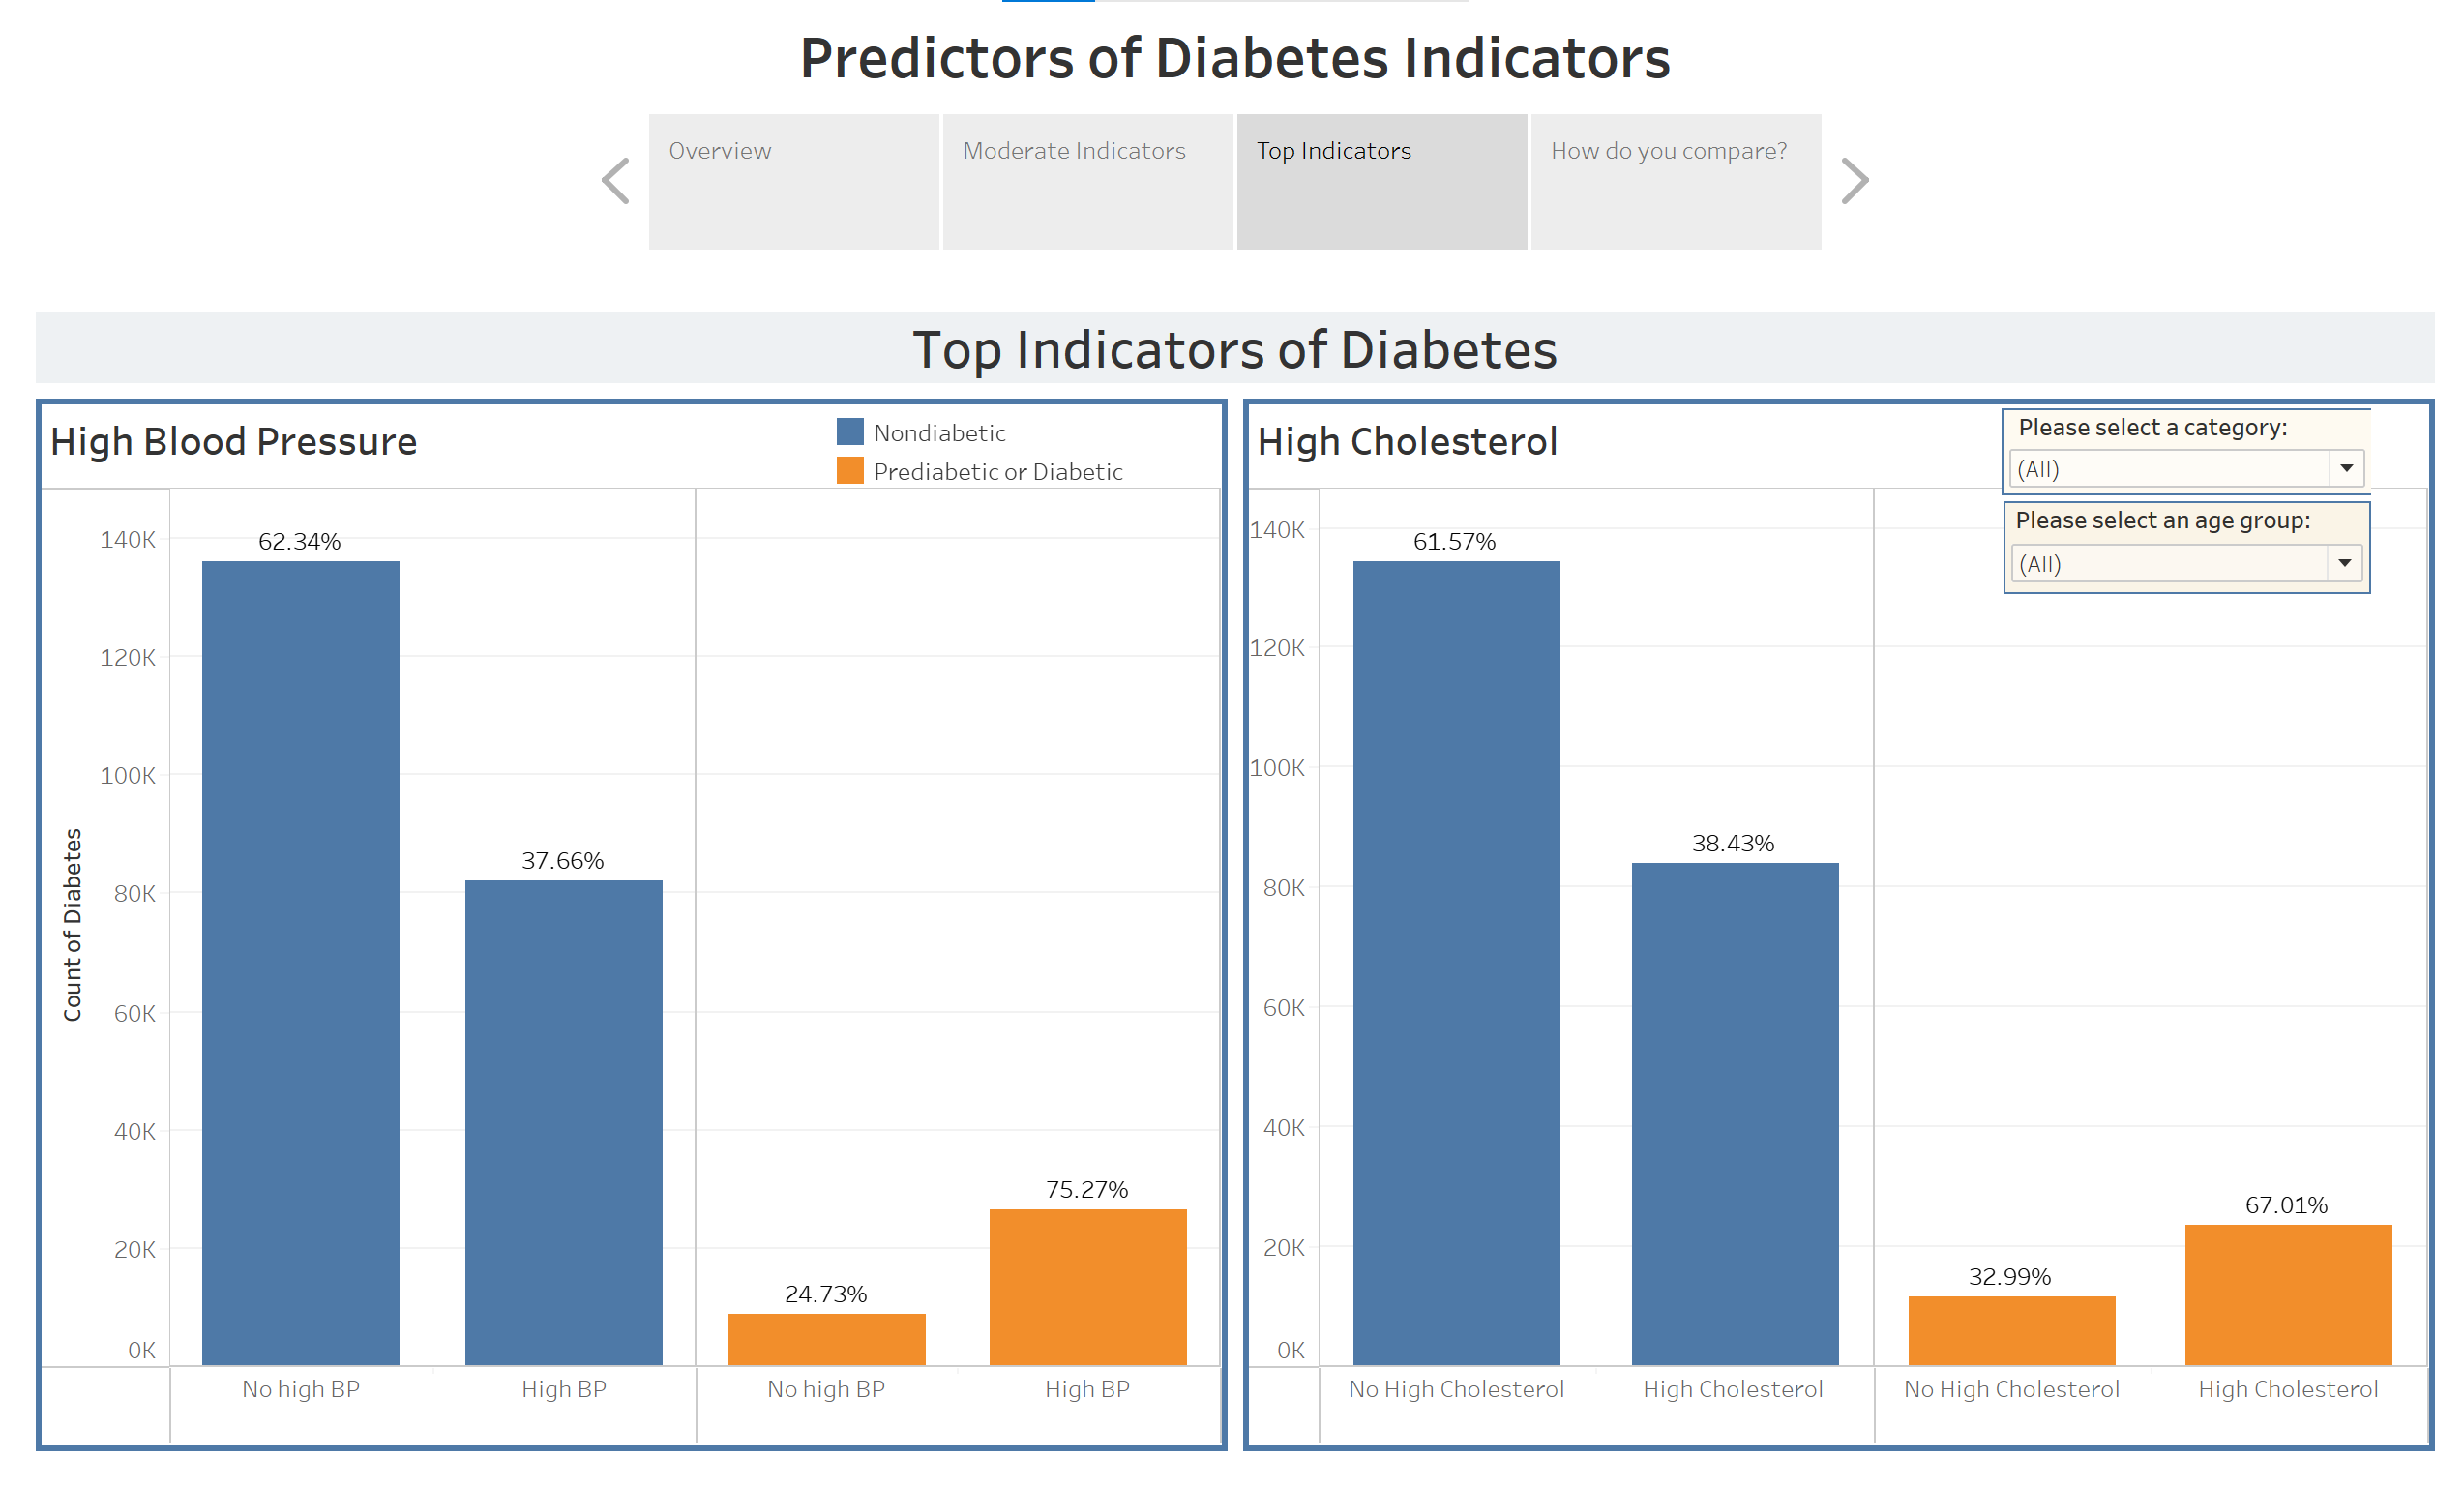 Predictors of Diabetes Indicators
Overview
Moderate Indicators
Top Indicators
How do you compare?
Top Indicators of Diabetes
High Blood Pressure
Nondiabetic
Prediabetic or Diabetic
140K
120K
100K
80K
60K
40K
20K
0K
Count of Diabetes
62.34%
37.66%
24.73%
75.27%
No high BP
High BP
No high BP
High BP
High Cholesterol
Please select a category:
(All)
Please select an age group:
(All)
140K
120K
100K
80K
60K
40K
20K
0K
61.57%
38.43%
32.99%
67.01%
No High Cholesterol
High Cholesterol
No High Cholesterol
High Cholesterol